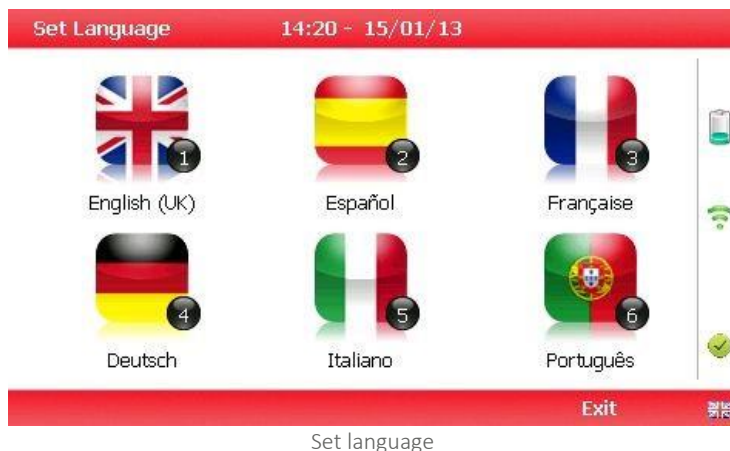 Set Language 14:20 - 15/01/13
1 2 3
English (UK) Español Française
4 5 6
Deutsch Italiano Português
Exit
Set language